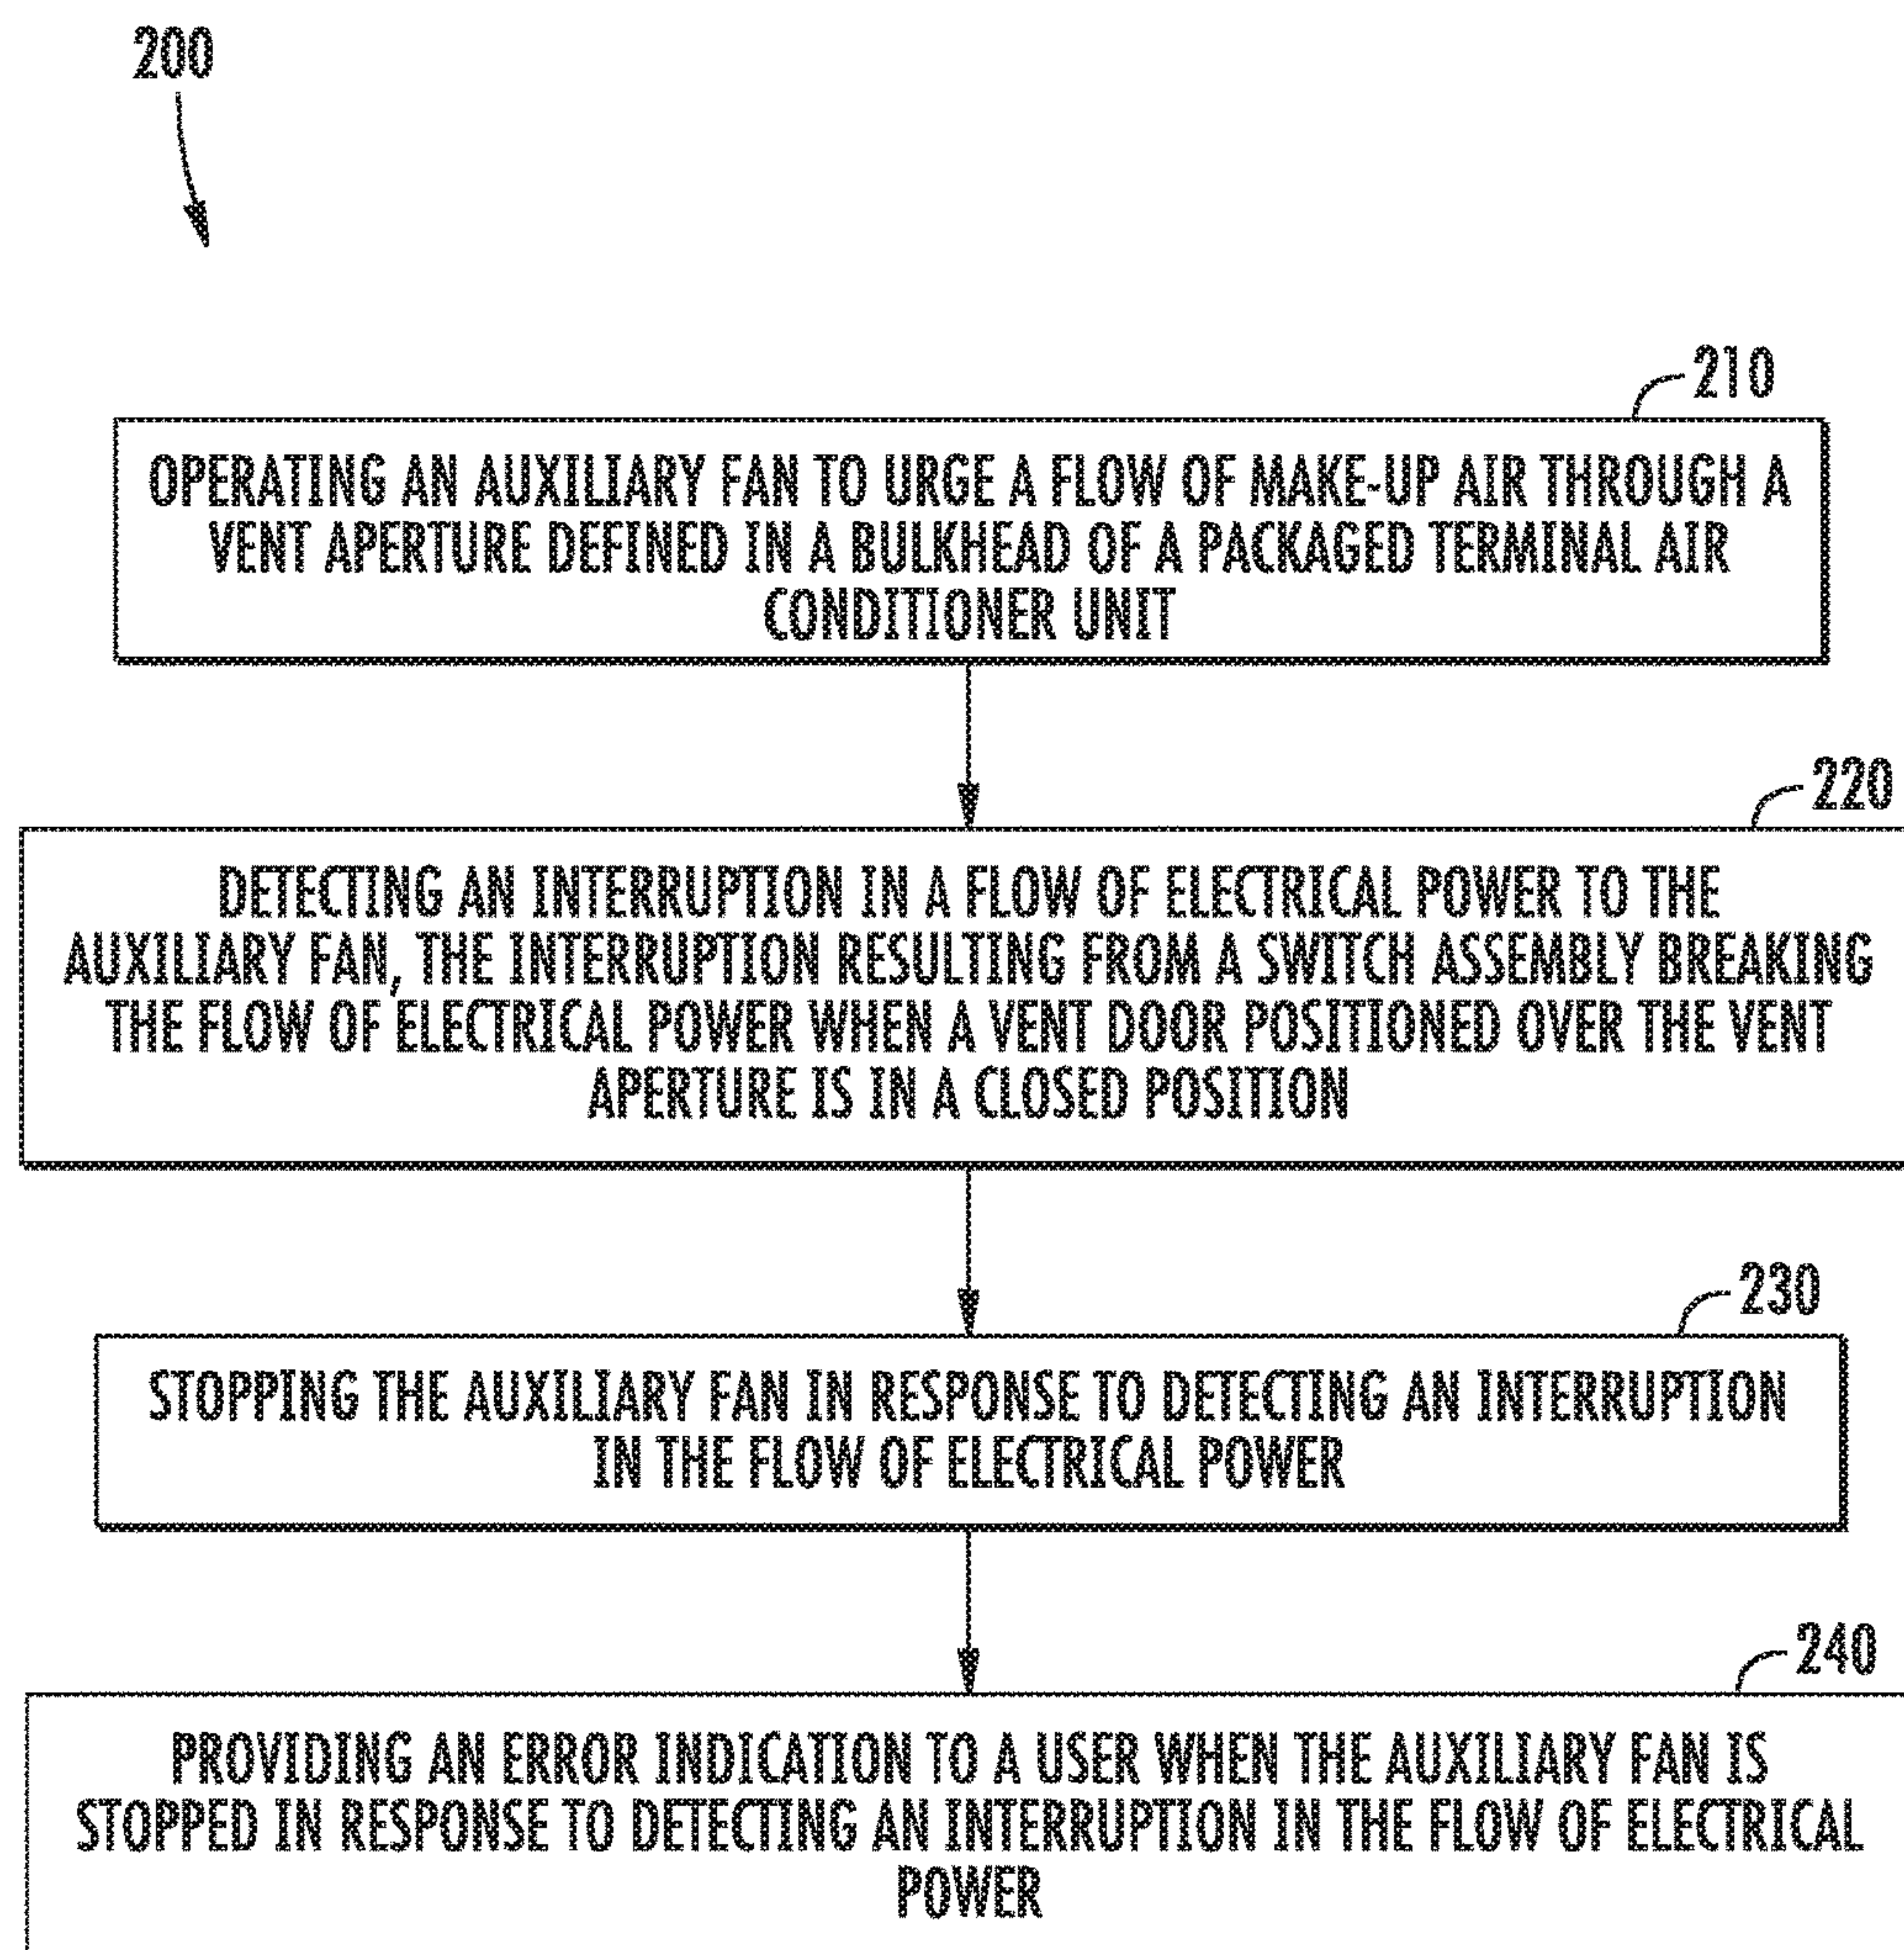 200
210
OPERATING AN AUXILIARY FAN TO URGE A FLOW OF MAKE-UP AIR THROUGH A
VENT APERTURE DEFINED IN A BULKHEAD OF A PACKAGED TERMINAL AIR
CONDITIONER UNIT
220
DETECTING AN INTERRUPTION IN A FLOW OF ELECTRICAL POWER TO THE
AUXILIARY FAN, THE INTERRUPTION RESULTING FROM A SWITCH ASSEMBLY BREAKING
THE FLOW OF ELECTRICAL POWER WHEN A VENT DOOR POSITIONED OVER THE VENT
APERTURE IS IN A CLOSED POSITION
230
STOPPING THE AUXILIARY FAN IN RESPONSE TO DETECTING AN INTERRUPTION
IN THE FLOW OF ELECTRICAL POWER
240
PROVIDING AN ERROR INDICATION TO A USER WHEN THE AUXILIARY FAN IS
STOPPED IN RESPONSE TO DETECTING AN INTERRUPTION IN THE FLOW OF ELECTRICAL
POWER